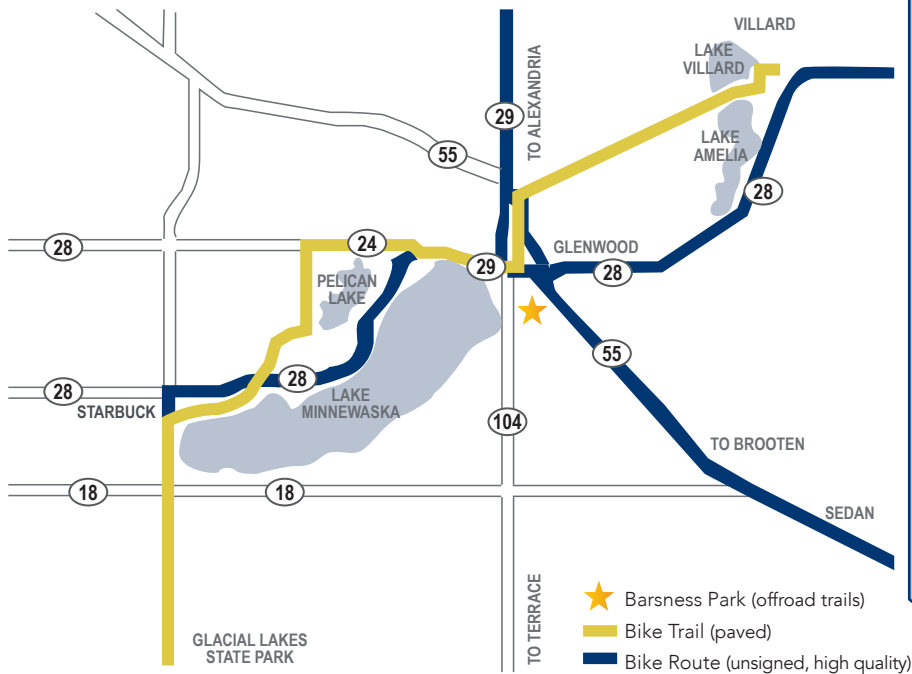 VILLARD
LAKE
VILLARD
TO ALEXANDRIA
29
55
LAKE
AMELIA
28
28
24
29
GLENWOOD
28
PELICAN
LAKE
55
28
28
STARBUCK
LAKE
MINNEWASKA
104
TO BROOTEN
18
18
SEDAN
TO TERRACE
GLACIAL LAKES
STATE PARK
Barsness Park (offroad trails)
Bike Trail (paved)
Bike Route (unsigned, high quality)